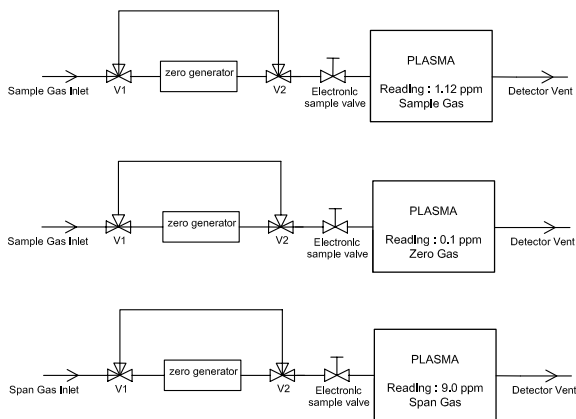 PLASMA
zero generator
Reading : 1.12 ppm
Sample Gas Inlet
V1
V2
Electronic
sample valve
Sample Gas
Detector Vent
PLASMA
zero generator
Reading : 0.1 ppm
Sample Gas Inlet
V1
V2
Electronic
sample valve
Zero Gas
Detector Vent
PLASMA
zero generator
Reading : 9.0 ppm
Span Gas Inlet
V1
V2
Electronic
sample valve
Span Gas
Detector Vent